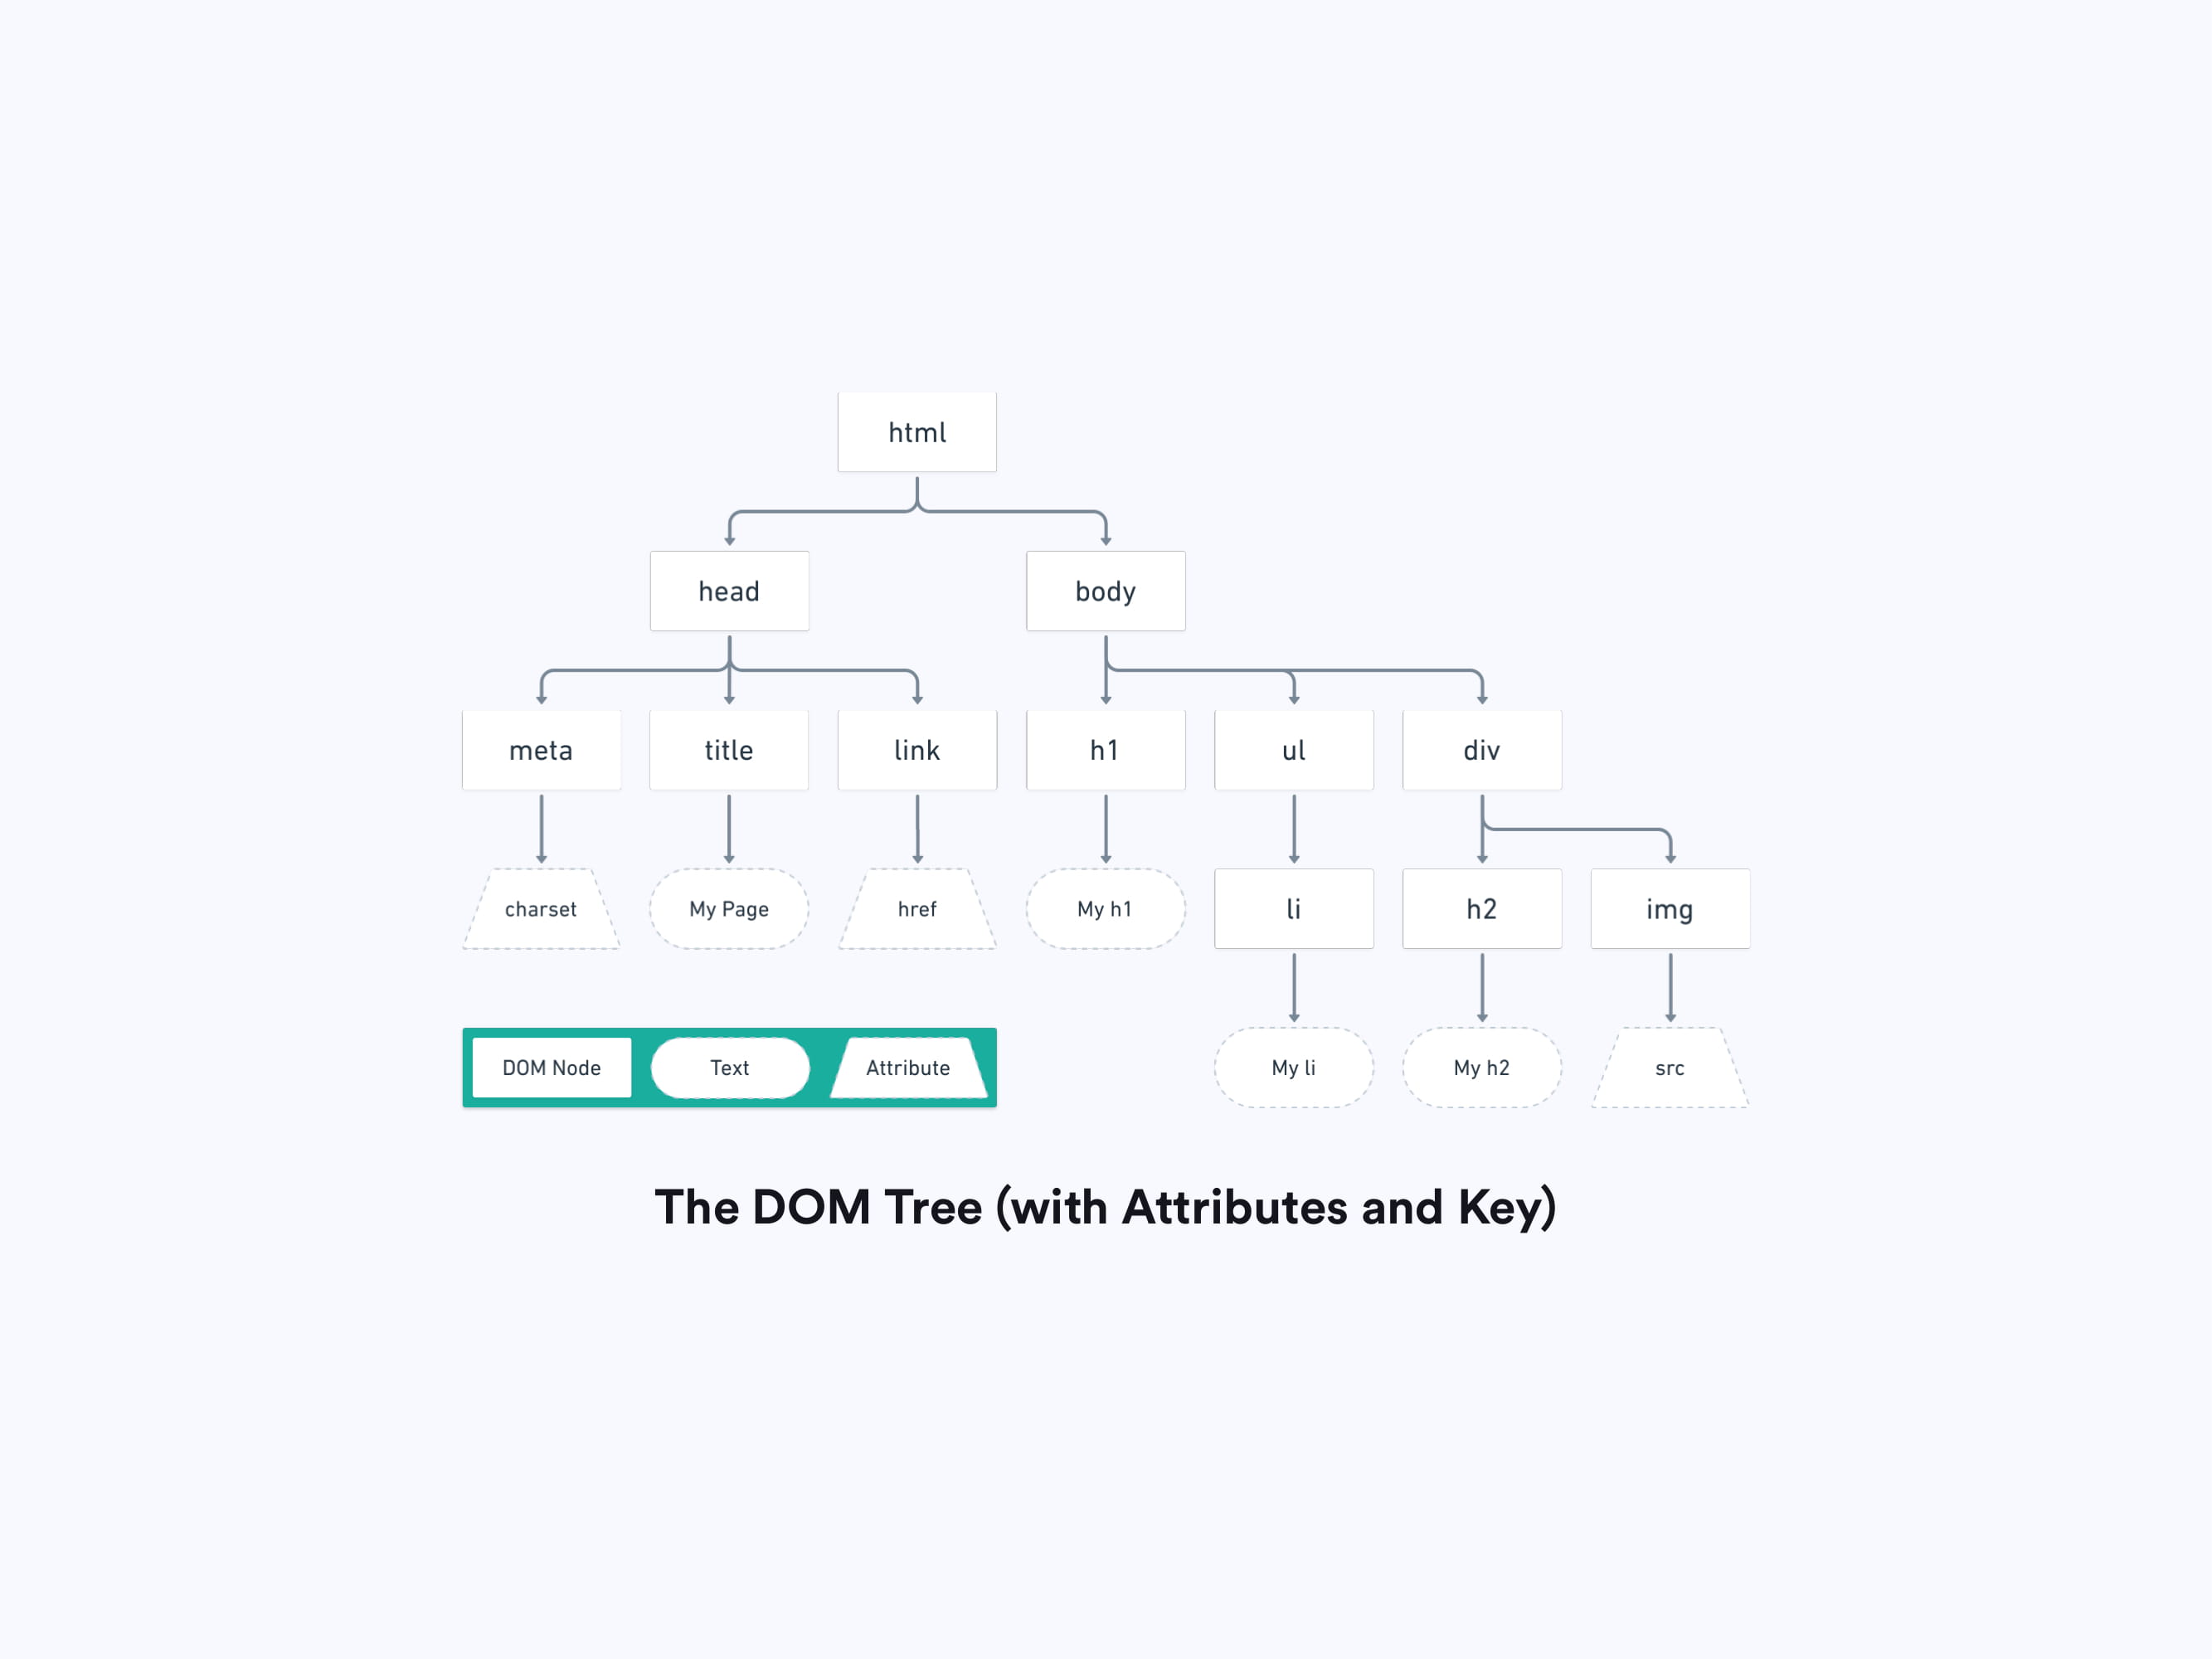 html
head
body
meta
title
link
h1
ul
div
charset
My Page
href
My h1
li
h2
img
DOM Node
Text
Attribute
My li
My h2
src
The DOM Tree (with Attributes and Key)